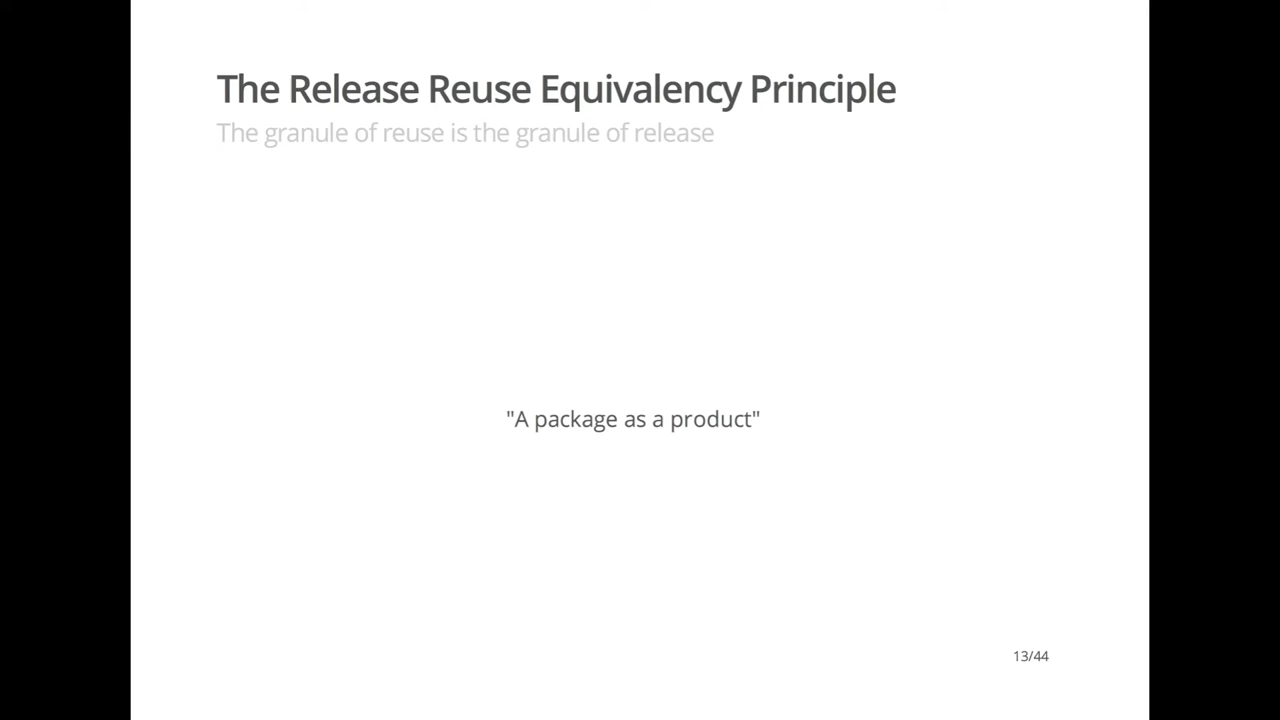 The Release Reuse Equivalency Principle
The granule of reuse is the granule of release
"A package as a product"
13/44